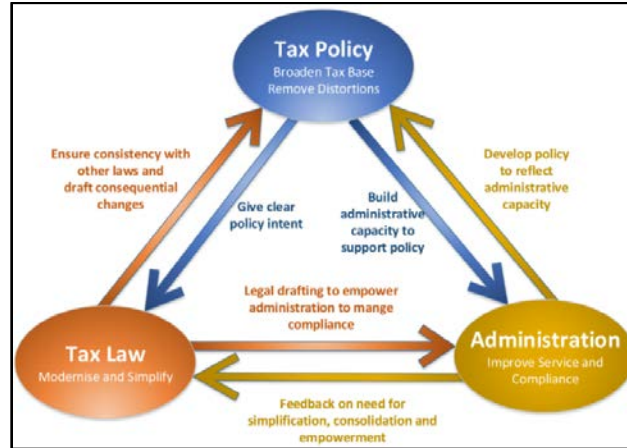 Tax Policy
Broaden Tax Base
Remove Distortions
Ensure consistency with
other laws and
draft consequential
changes
Give clear
policy intent
Build
administrative
capacity to
support policy
Develop policy
to reflect
administrative
capacity
Legal drafting to empower
administration to mange
compliance
Tax Law
Modernise and Simplify
Administration
Improve Service and
Compliance
Feedback on need for
simplification, consolidation and
empowerment